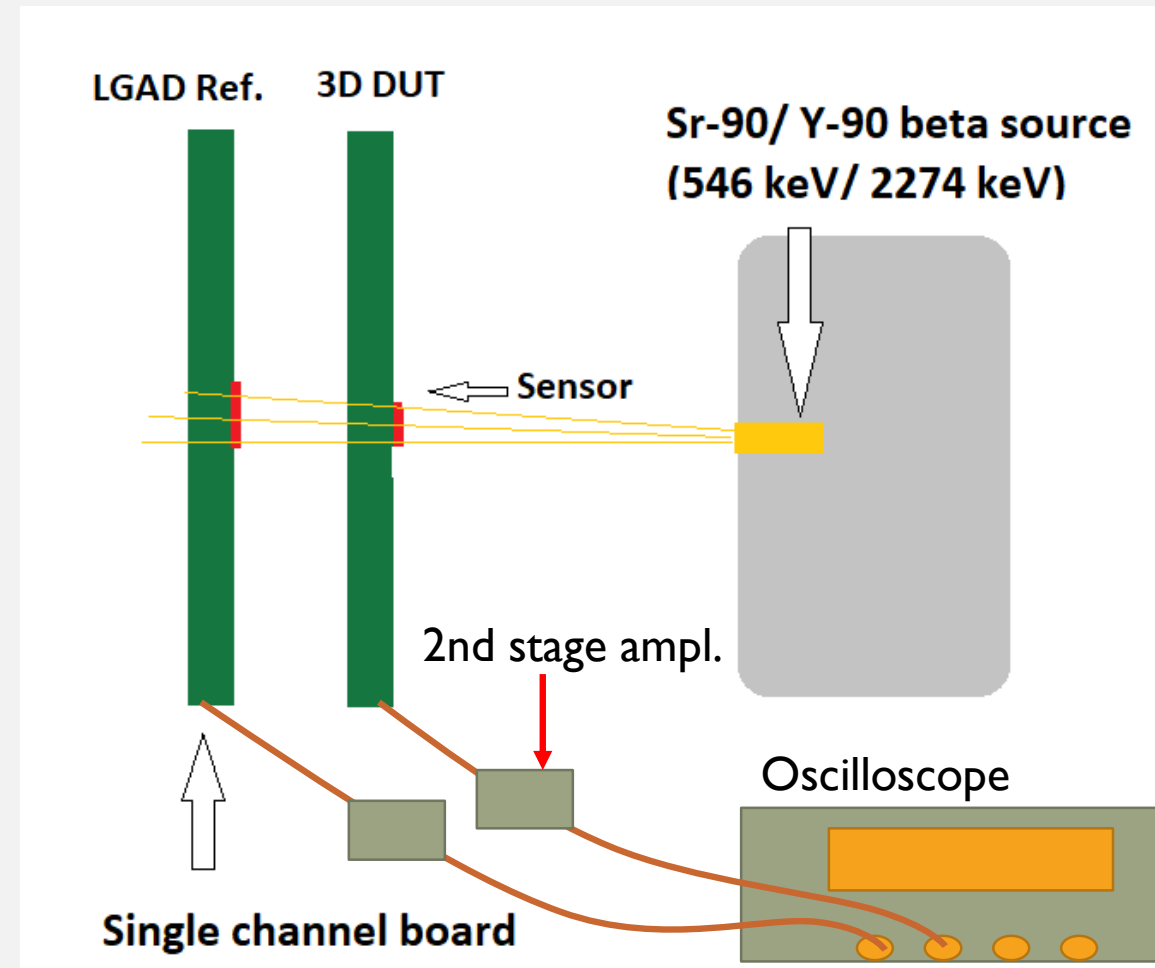 LGAD Ref.
3D DUT
Sr-90/ Y-90 beta source
(546 keV/ 2274 keV)
Sensor
2nd stage ampl.
Oscilloscope
Single channel board